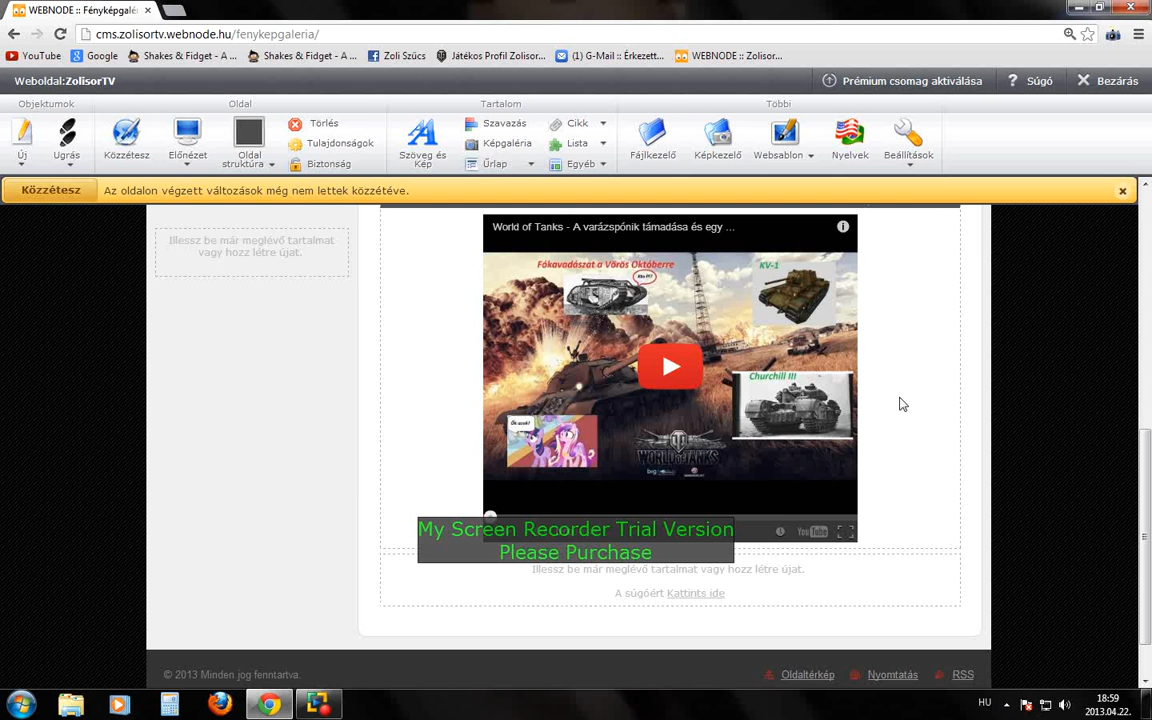 WEBNODE :: Fényképgalé
cms.zolisortv.webnode.hu/fenykepgaleria/
YouTube
Google
Shakes & Fidget - A ...
Shakes & Fidget - A ...
Zoli Szűcs
Játékos Profil Zolisor...
(1) G-Mail :: Érkezett...
WEBNODE :: Zolisor...
Weboldal:ZolisorTV
Prémium csomag aktiválása
? Súgó
Bezárás
Objektumok
Oldal
Tartalom
Többi
Új
Ugrás
Közzétesz
Előnézet
Oldal struktúra
Törlés
Tulajdonságok
Biztonság
Szöveg és Kép
Szavazás
Képgaléria
Űrlap
Cikk
Lista
Egyéb
Fájlkezelő
Képkezelő
Websablon
Nyelvek
Beállítások
Közzétesz
Az oldalon végzett változások még nem lettek közzétéve.
Illessz be már meglévő tartalmat
vagy hozz létre újat.
World of Tanks - A varázspónik támadása és egy ...
Fókavadászat a Vörös Októberre
KV-1
Churchill III
Ők azok!
WORLD OF TANKS
YouTube
My Screen Recorder Trial Version
Please Purchase
Illessz be már meglévő tartalmat vagy hozz létre újat.
A súgóért Kattints ide
© 2013 Minden jog fenntartva.
Oldaltérkép
Nyomtatás
RSS
HU
18:59
2013.04.22.